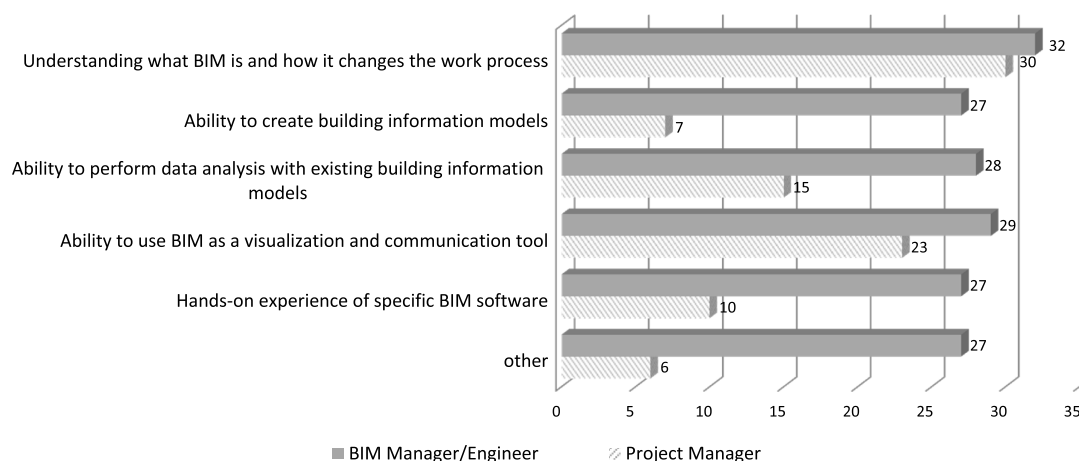 Understanding what BIM is and how it changes the work process
32
30
Ability to create building information models
27
7
Ability to perform data analysis with existing building information
models
28
15
Ability to use BIM as a visualization and communication tool
29
23
Hands-on experience of specific BIM software
27
10
other
27
6
0 5 10 15 20 25 30 35
BIM Manager/Engineer Project Manager